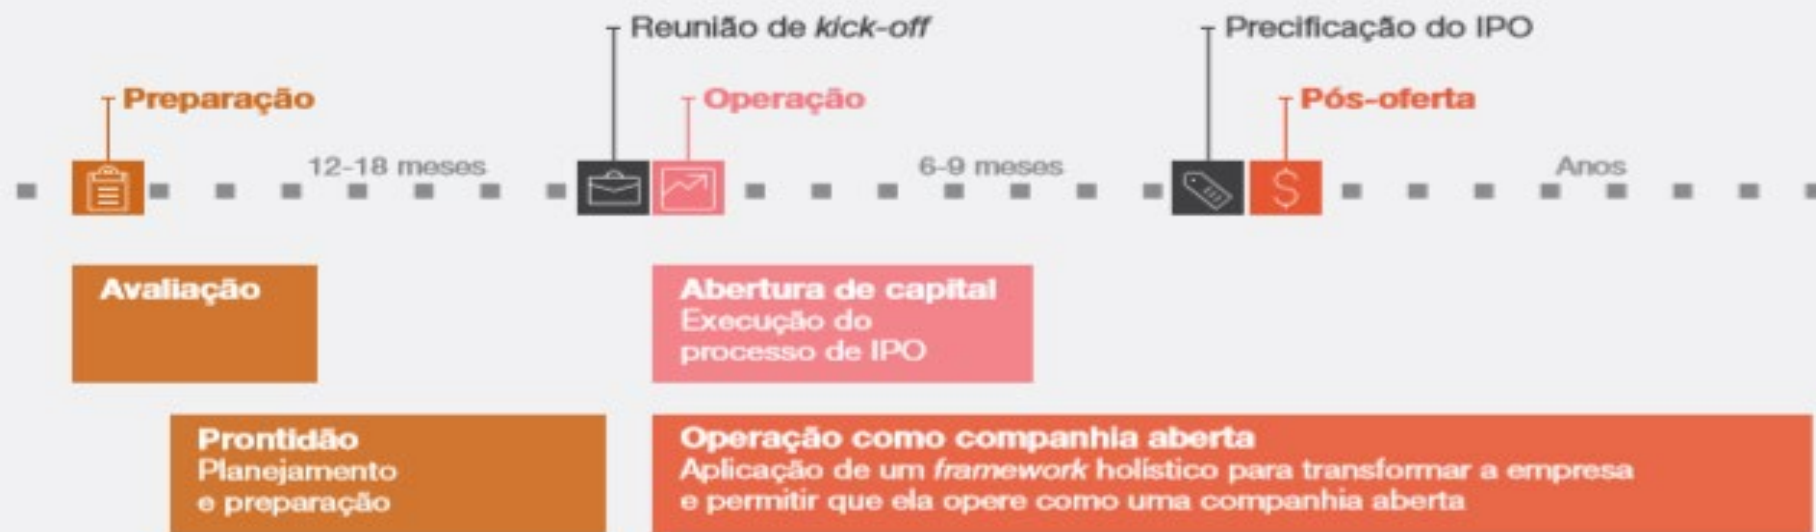 Reunião de kick-off
Precificação do IPO
Preparação
Operação
Pós-oferta
12-18 meses
6-9 meses
Anos
Avaliação
Abertura de capital
Execução do
processo de IPO
Prontidão
Planejamento
e preparação
Operação como companhia aberta
Aplicação de um framework holístico para transformar a empresa
e permitir que ela opere como uma companhia aberta